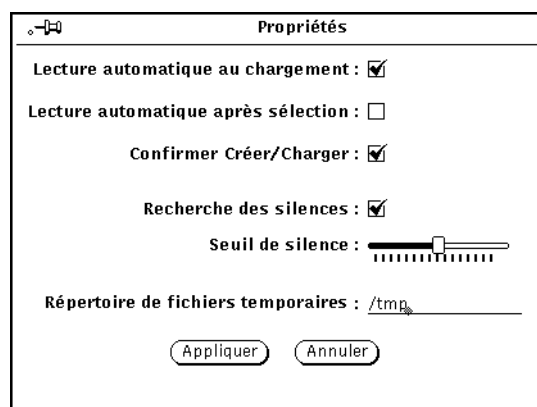 Propriétés
Lecture automatique au chargement :
Lecture automatique après sélection :
Confirmer Créer/Charger :
Recherche des silences :
Seuil de silence :
Répertoire de fichiers temporaires : /tmp
Appliquer Annuler